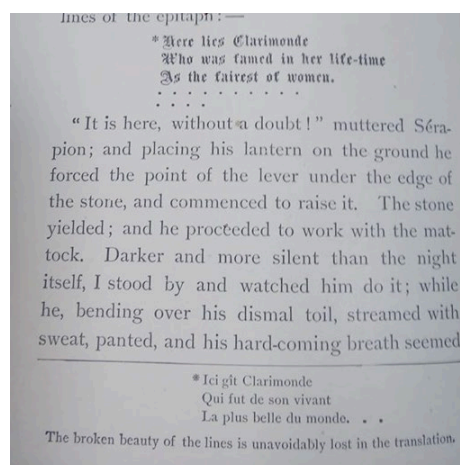 lines of the epitaph:—
*Here lies Clarimonde
Who was famed in her life-time
As the fairest of women.
. . . . . . . . . .
. . . .
“It is here, without a doubt!” muttered Séra-
pion; and placing his lantern on the ground he
forced the point of the lever under the edge of
the stone, and commenced to raise it. The stone
yielded; and he proceeded to work with the mat-
tock. Darker and more silent than the night
itself, I stood by and watched him do it; while
he, bending over his dismal toil, streamed with
sweat, panted, and his hard-coming breath seemed
*Ici gît Clarimonde
Qui fut de son vivant
La plus belle du monde. . .
The broken beauty of the lines is unavoidably lost in the translation.